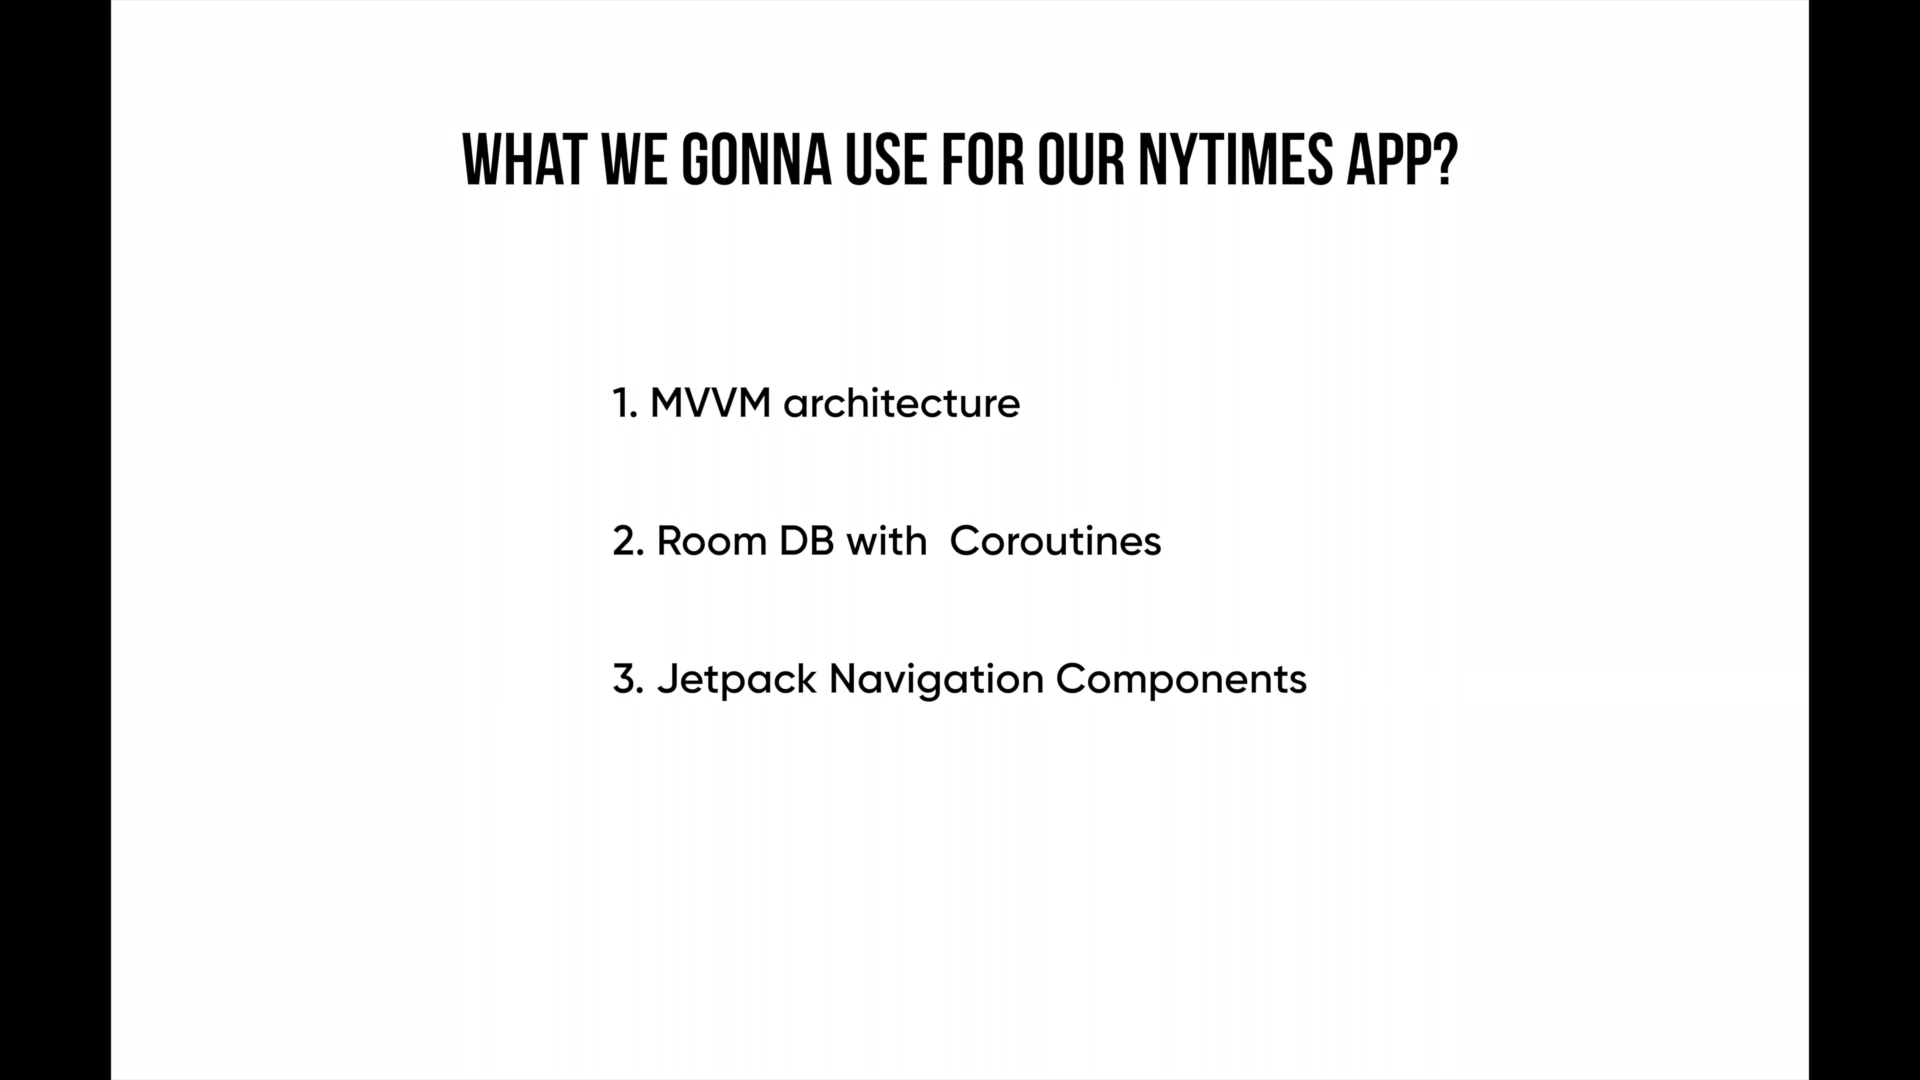 WHAT WE GONNA USE FOR OUR NYTIMES APP?
1. MVVM architecture
2. Room DB with  Coroutines
3. Jetpack Navigation Components